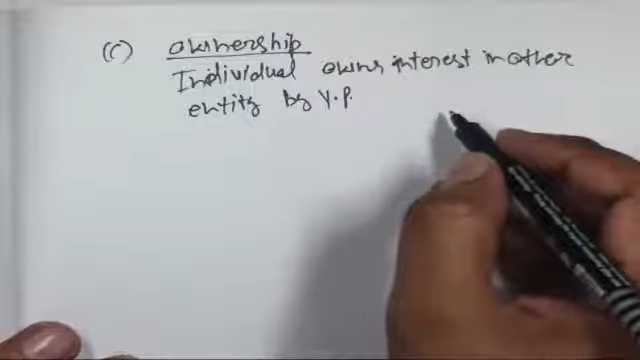 (C) ownership
Individual owns interest in other
entity by Y.P.